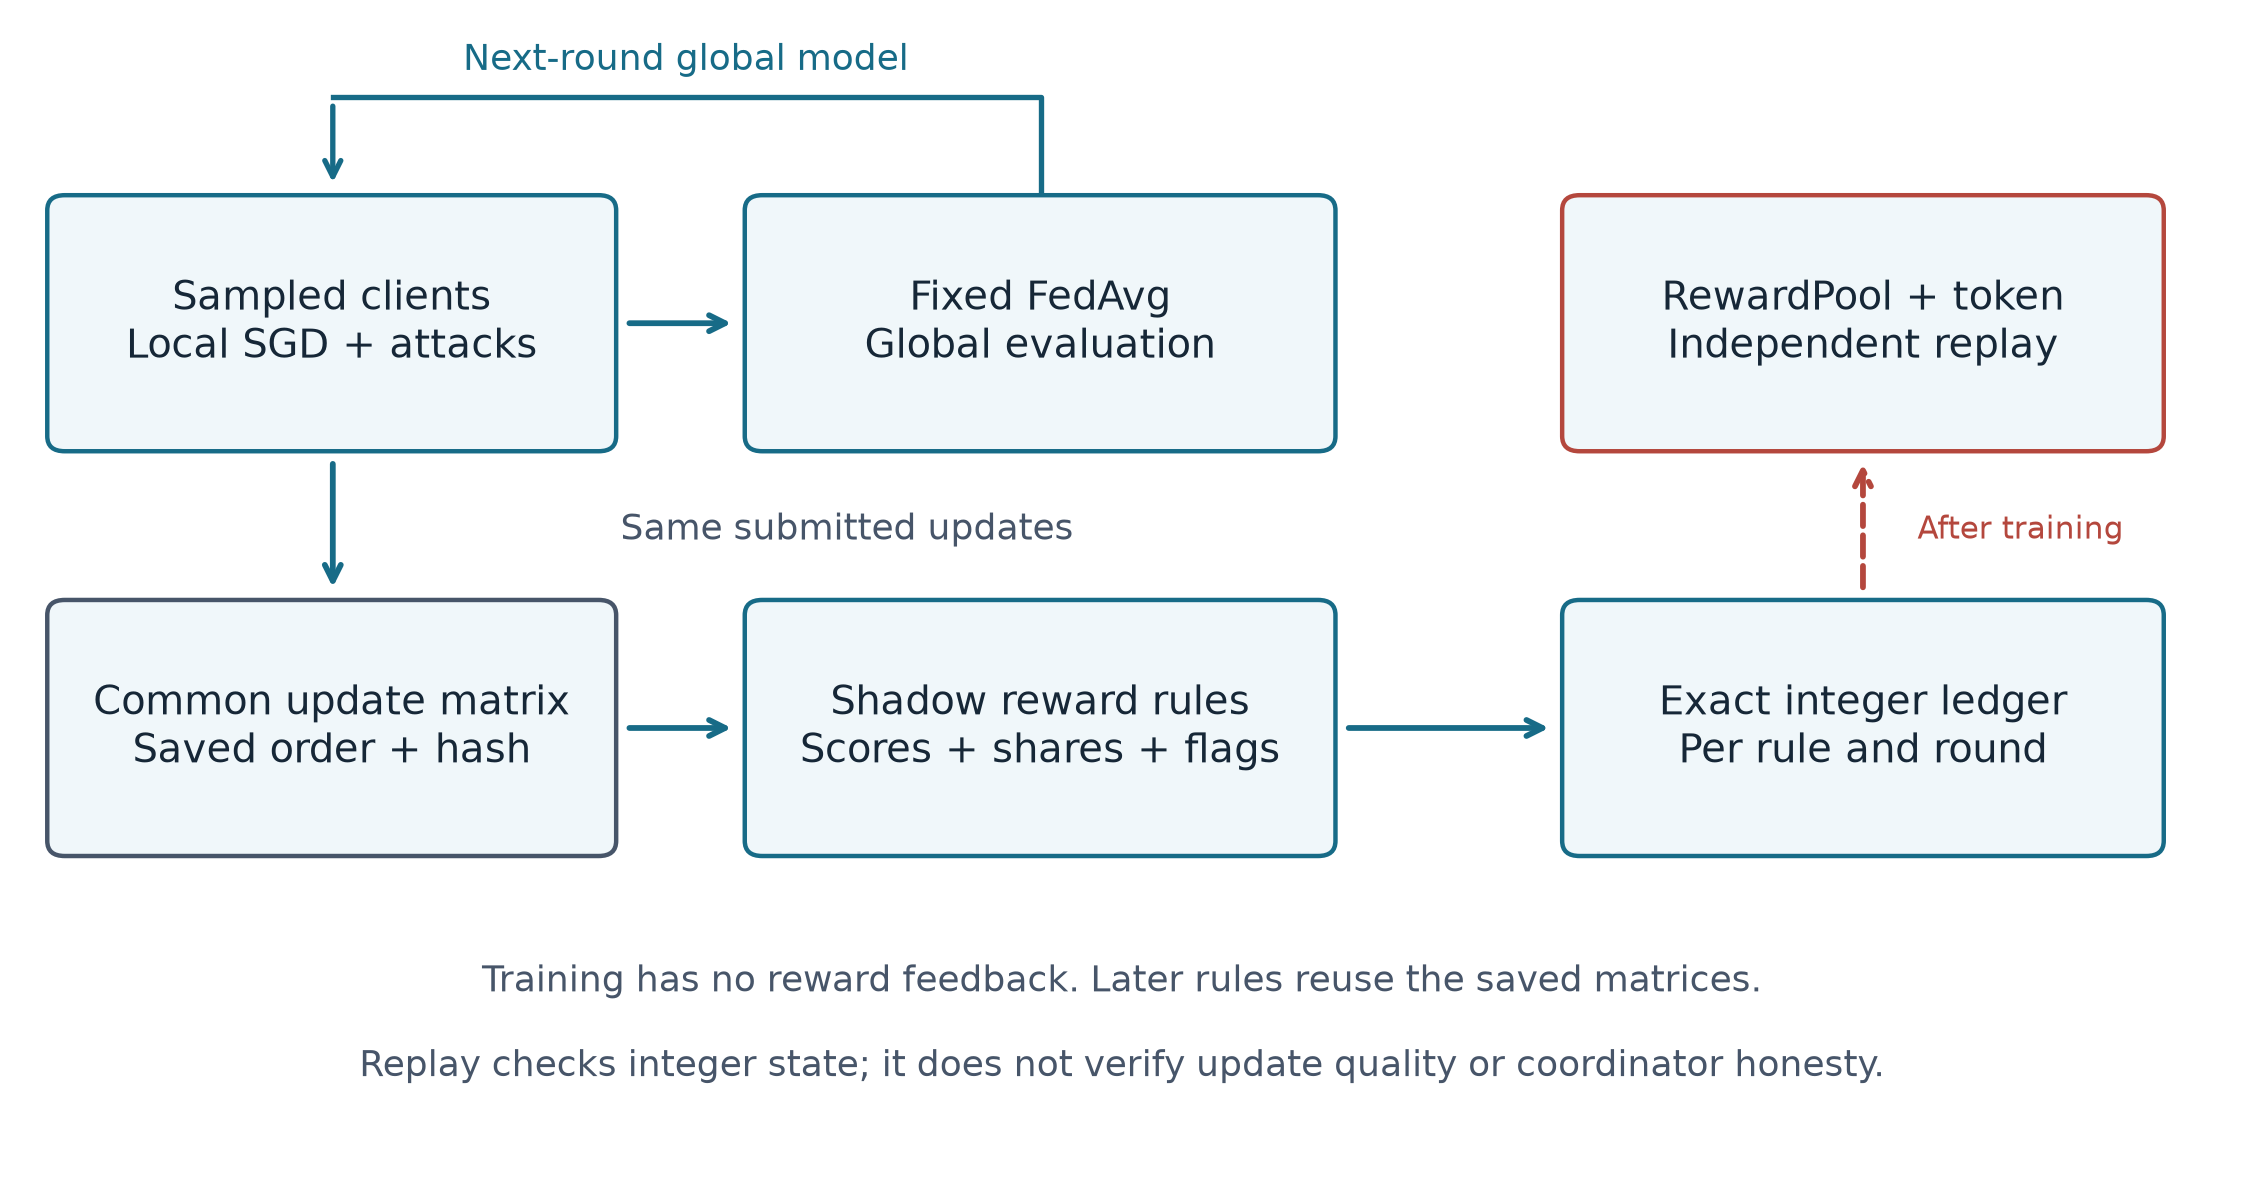 Next-round global model
Sampled clients
Local SGD + attacks
Fixed FedAvg
Global evaluation
RewardPool + token
Independent replay
Same submitted updates
After training
Common update matrix
Saved order + hash
Shadow reward rules
Scores + shares + flags
Exact integer ledger
Per rule and round
Training has no reward feedback. Later rules reuse the saved matrices.
Replay checks integer state; it does not verify update quality or coordinator honesty.